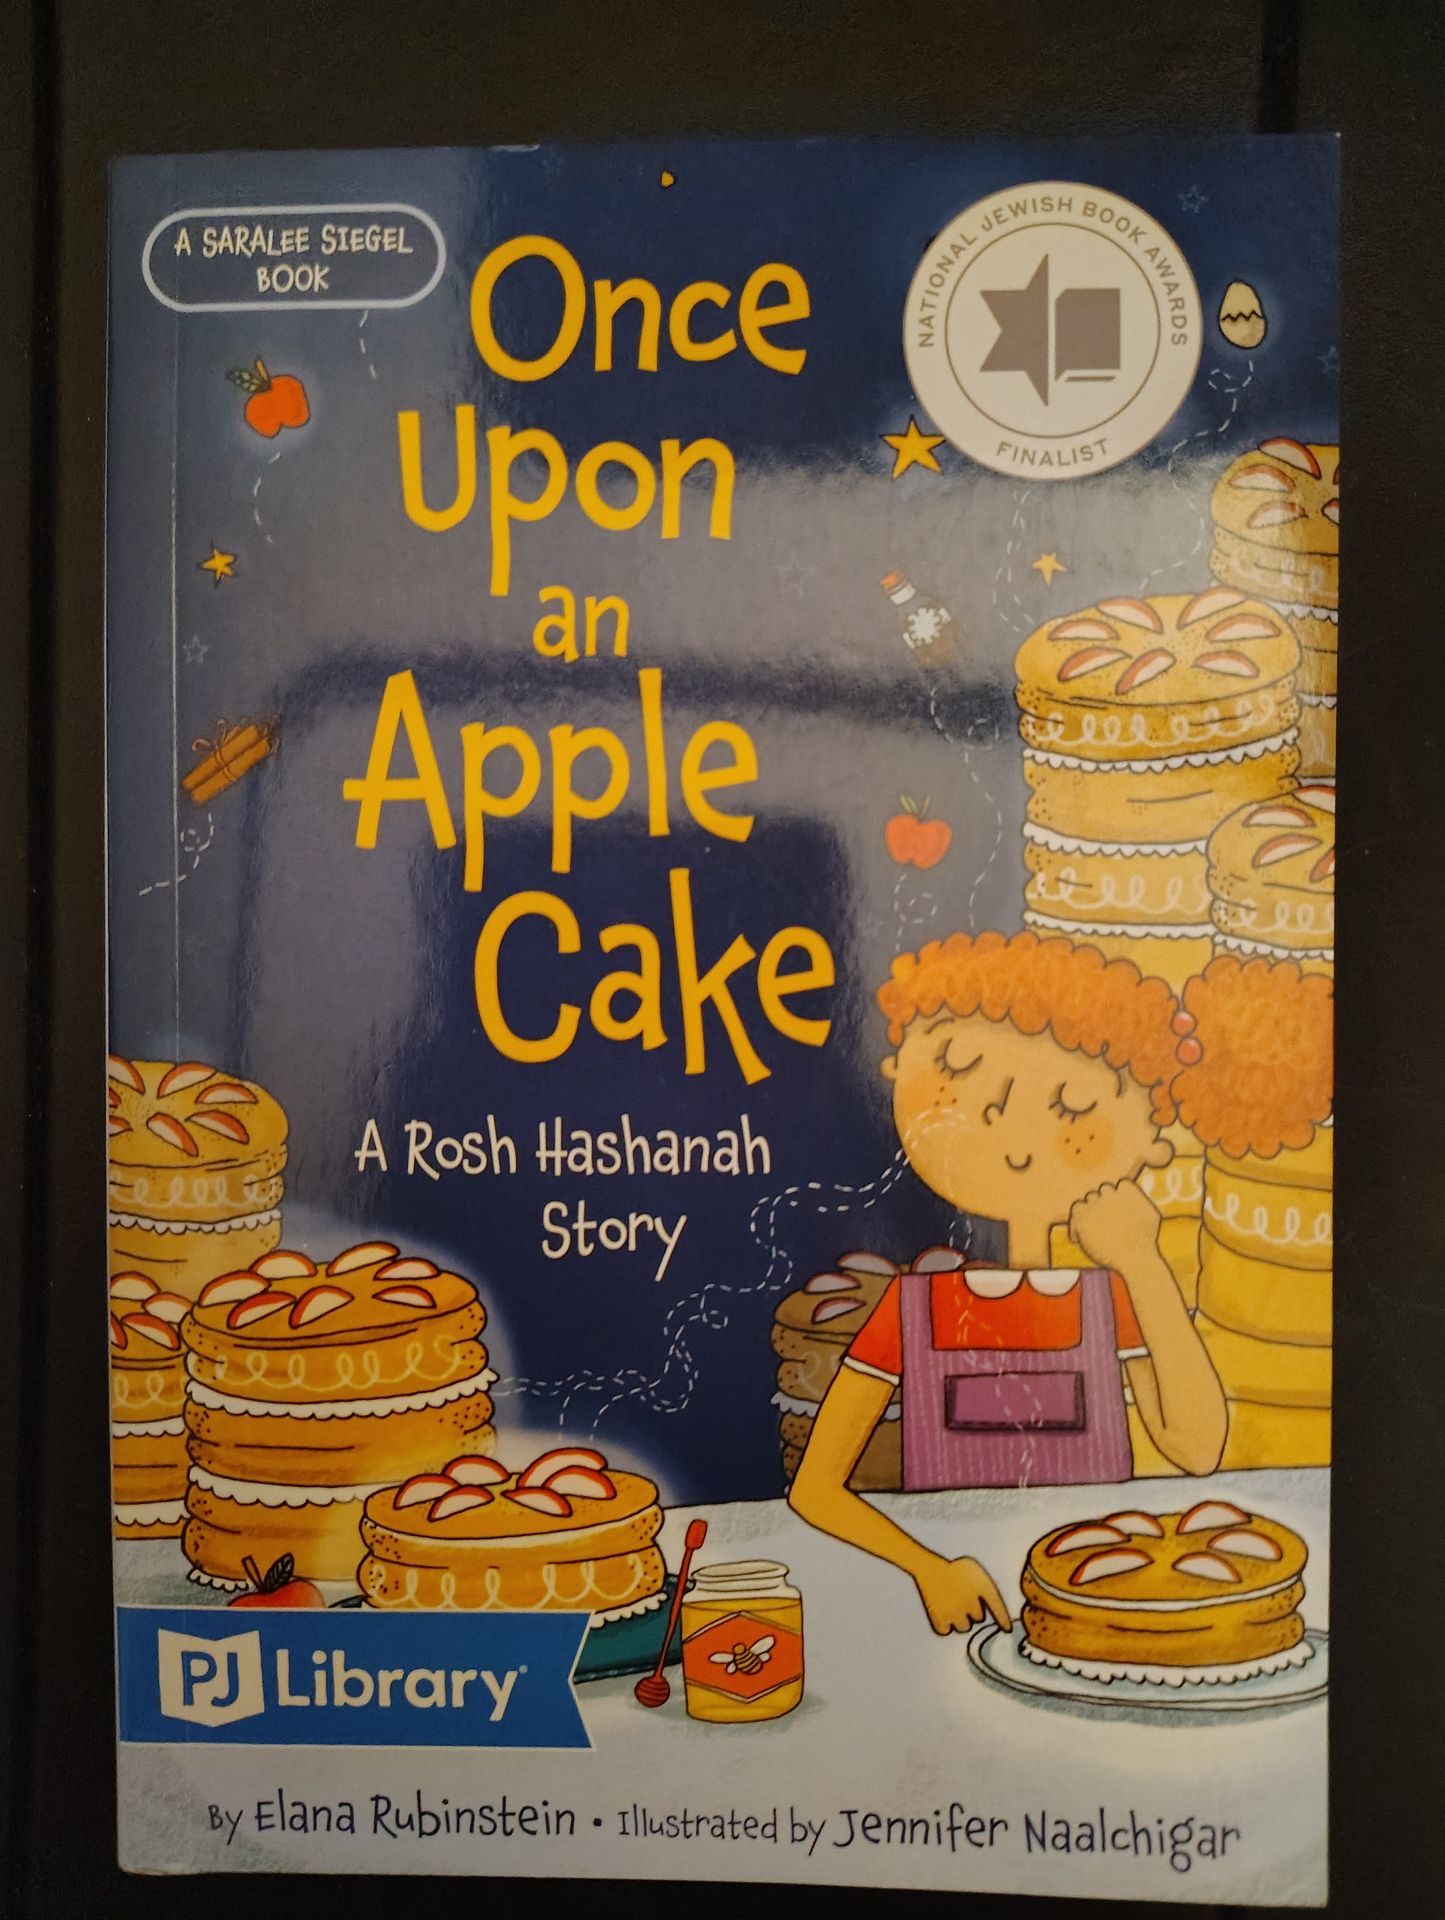 A SARALEE SIEGEL
BOOK
NATIONAL JEWISH BOOK AWARDS
FINALIST
Once
Upon
an
Apple
Cake
A Rosh Hashanah
Story
PJ Library®
By Elana Rubinstein • Illustrated by Jennifer Naalchigar